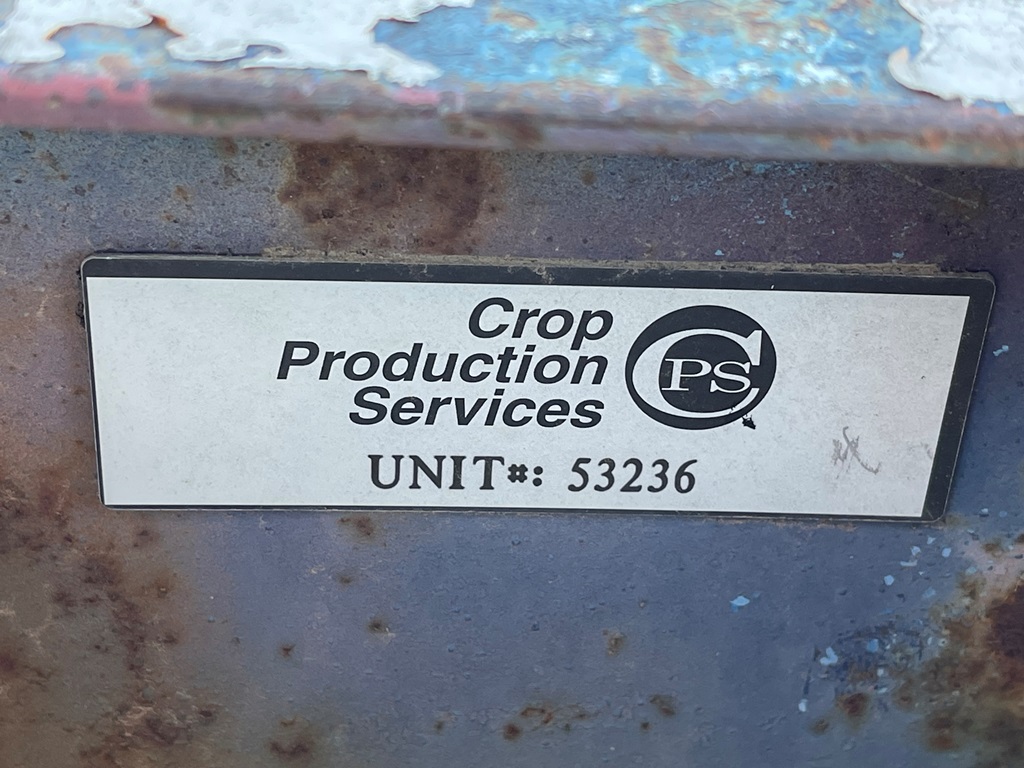 Crop
Production
Services
CPS
UNIT#: 53236